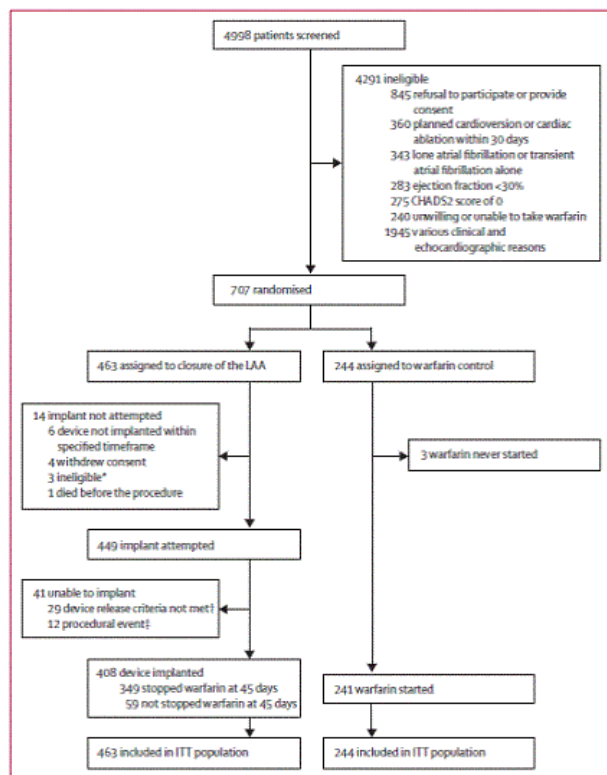 4998 patients screened
4291 ineligible
845 refusal to participate or provide
consent
360 planned cardioversion or cardiac
ablation within 30 days
343 lone atrial fibrillation or transient
atrial fibrillation alone
283 ejection fraction <30%
275 CHADS2 score of 0
240 unwilling or unable to take warfarin
1945 various clinical and
echocardiographic reasons
707 randomised
463 assigned to closure of the LAA
244 assigned to warfarin control
14 implant not attempted
6 device not implanted within
specified timeframe
4 withdrew consent
3 ineligible*
1 died before the procedure
3 warfarin never started
449 implant attempted
41 unable to implant
29 device release criteria not met†
12 procedural event‡
408 device implanted
349 stopped warfarin at 45 days
59 not stopped warfarin at 45 days
241 warfarin started
463 included in ITT population
244 included in ITT population